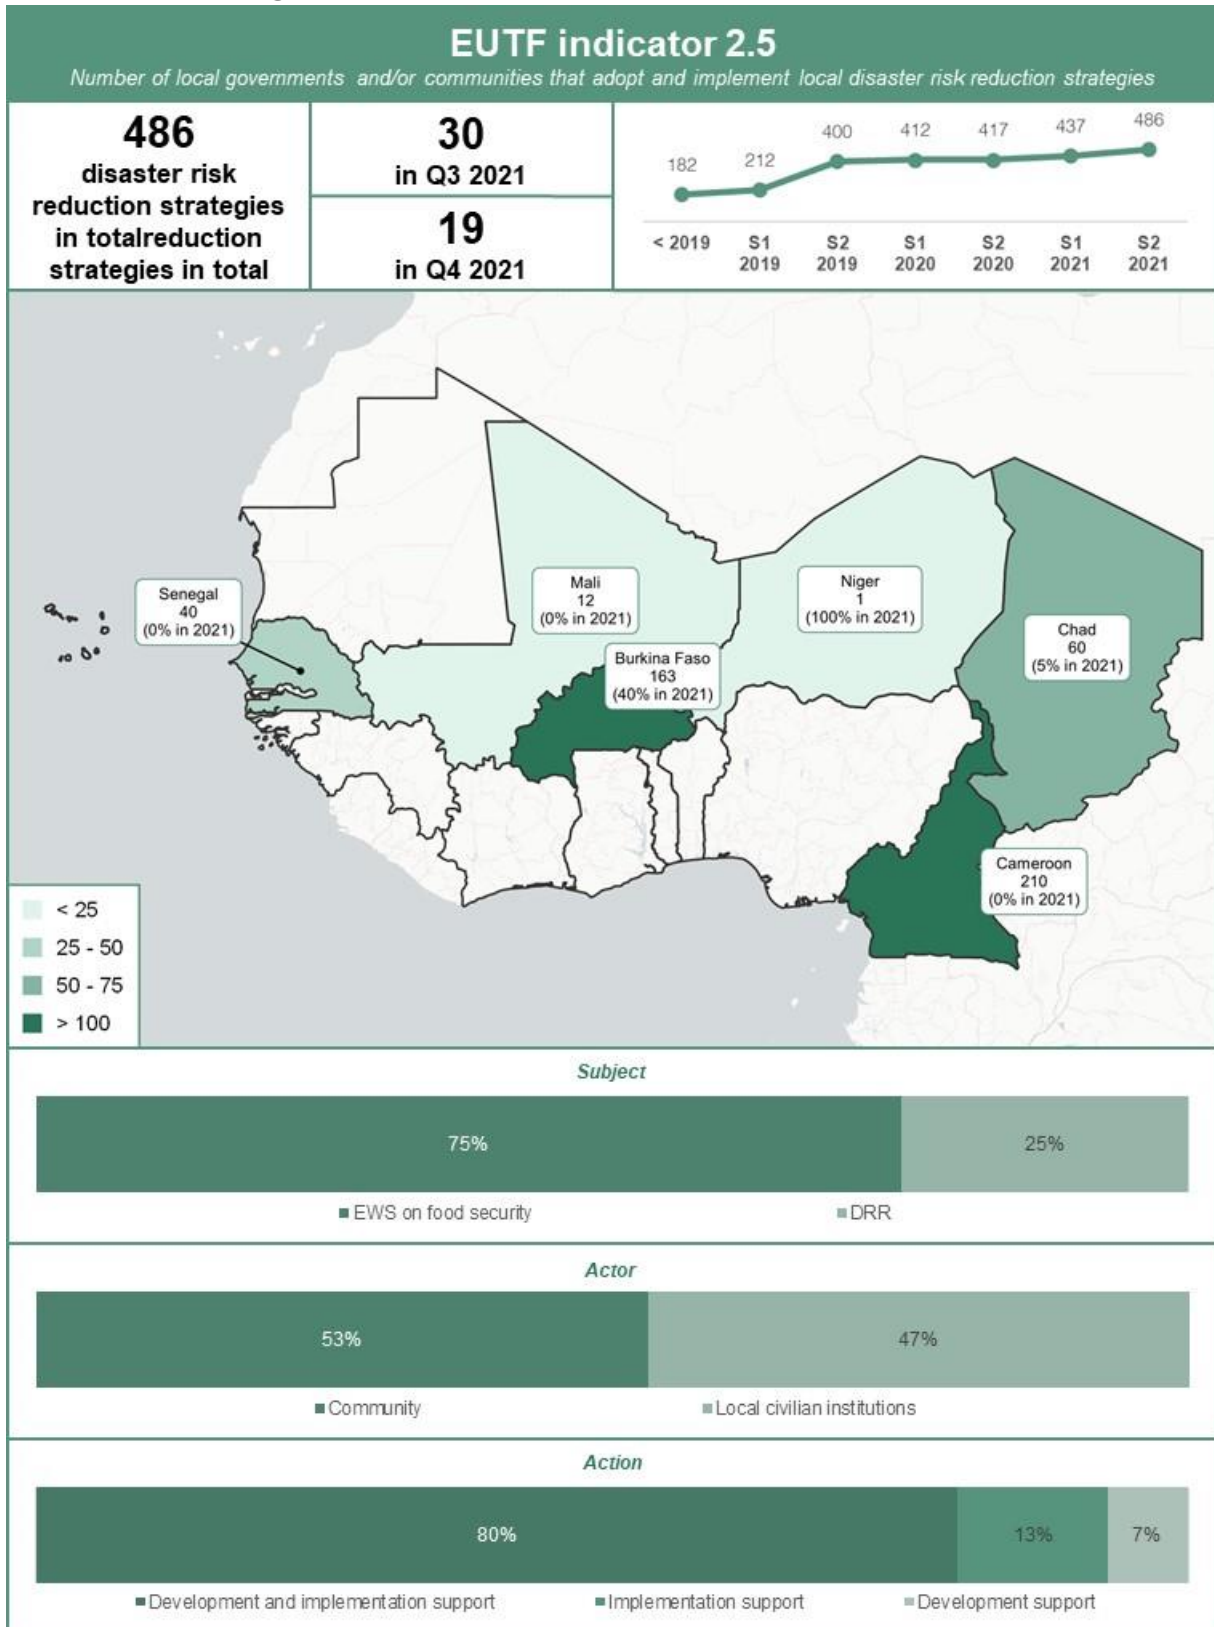 EUTF indicator 2.5
Number of local governments and/or communities that adopt and implement local disaster risk reduction strategies
486
disaster risk
reduction strategies
in totalreduction
strategies in total
30
in Q3 2021
19
in Q4 2021
182
212
400
412
417
437
486
< 2019
S1
2019
S2
2019
S1
2020
S2
2020
S1
2021
S2
2021
Senegal
40
(0% in 2021)
Mali
12
(0% in 2021)
Niger
1
(100% in 2021)
Burkina Faso
163
(40% in 2021)
Chad
60
(5% in 2021)
Cameroon
210
(0% in 2021)
< 25
25 - 50
50 - 75
> 100
Subject
75%
25%
EWS on food security
DRR
Actor
53%
47%
Community
Local civilian institutions
Action
80%
13%
7%
Development and implementation support
Implementation support
Development support